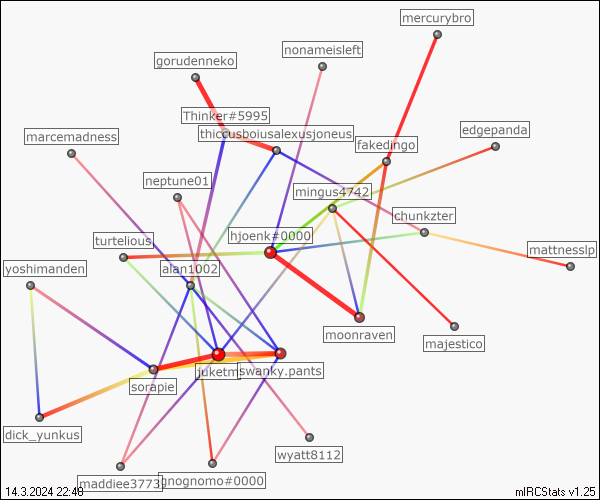 mercurybro
nonameisleft
gorudenneko
Thinker#5995
edgepanda
marcemadness
thiccusboiusalexusjoneus
fakedingo
neptune01
mingus4742
chunkzter
hjoenk#0000
turtelious
mattnesslp
yoshimanden
alan1002
moonraven
majestico
juketm
swanky.pants
sorapie
dick_yunkus
wyatt8112
maddiee3773
gnognomo#0000
14.3.2024 22:48
mIRCStats v1.25